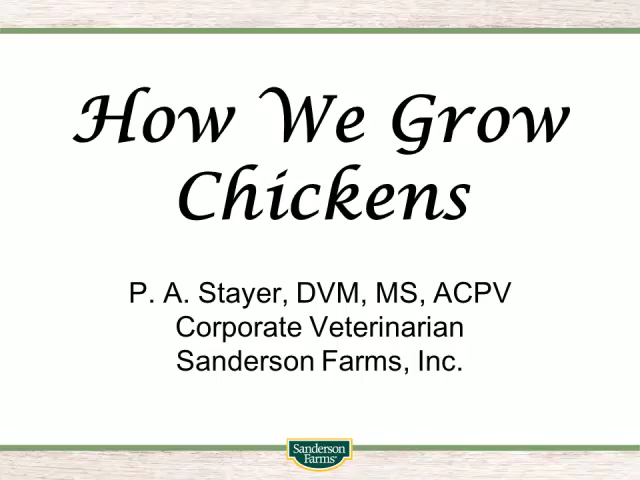 How We Grow
Chickens
P. A. Stayer, DVM, MS, ACPV
Corporate Veterinarian
Sanderson Farms, Inc.
Sanderson
Farms®